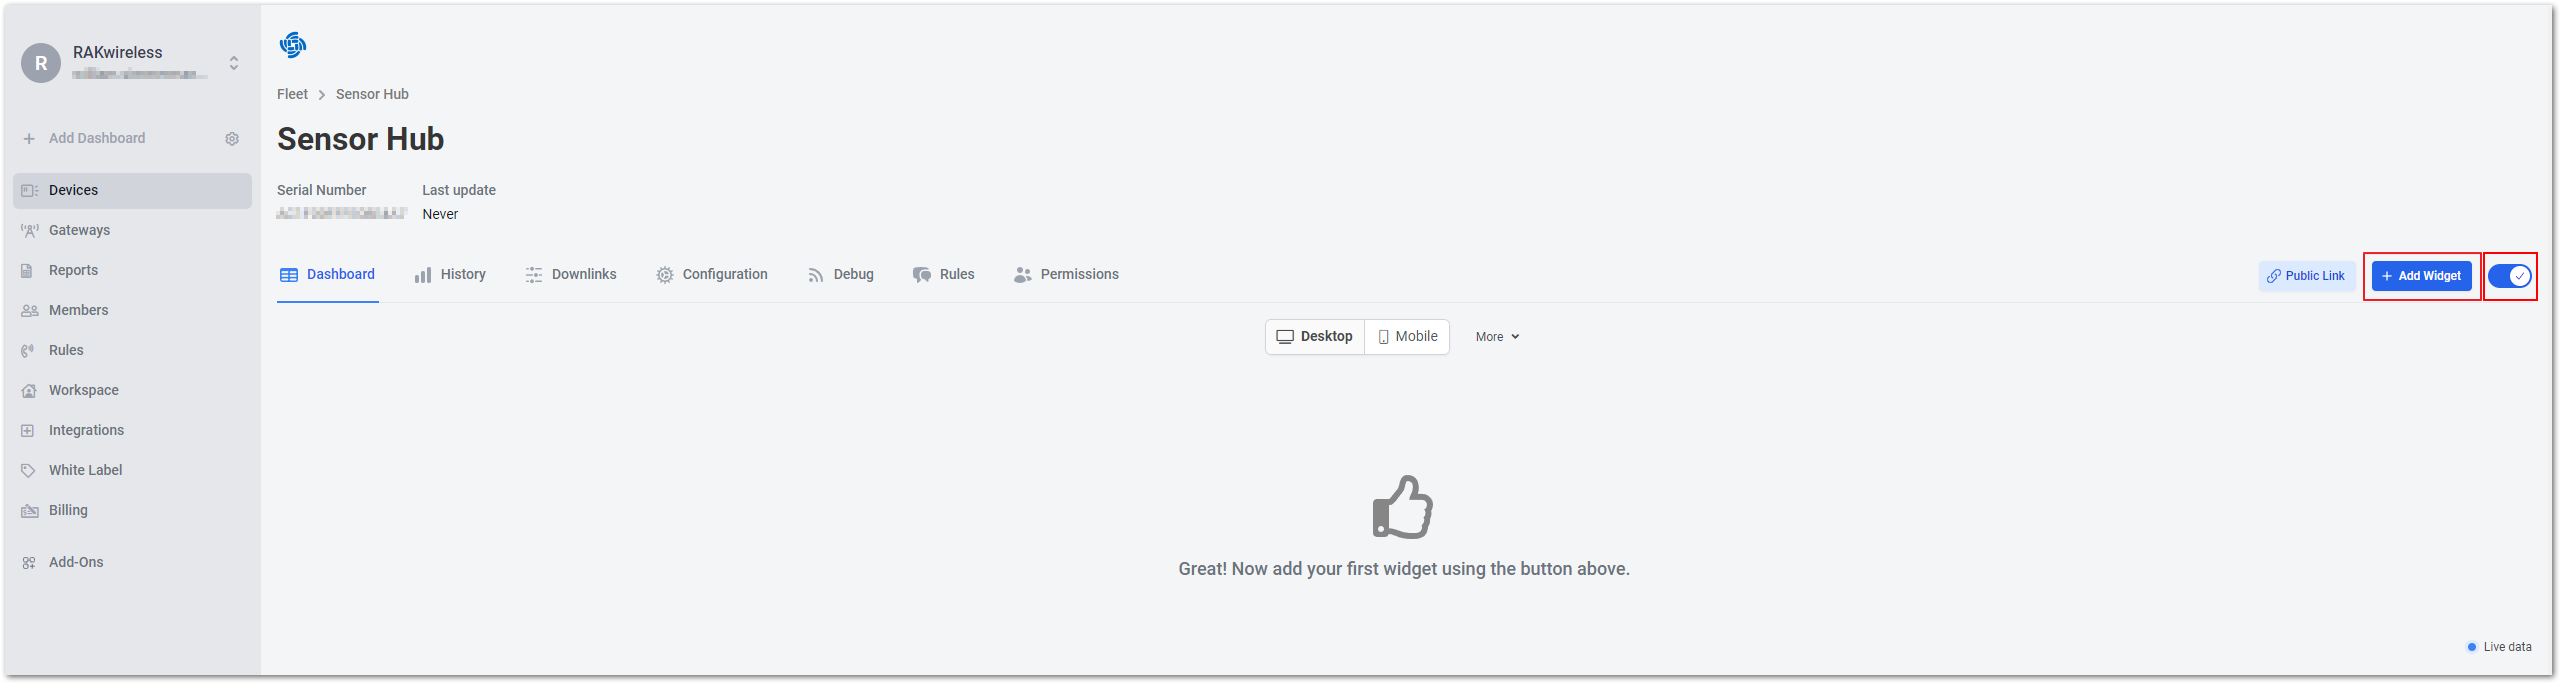 R
RAKwireless
Add Dashboard
Devices
Gateways
Reports
Members
Rules
Workspace
Integrations
White Label
Billing
Add-Ons
Fleet > Sensor Hub
Sensor Hub
Serial Number Last update
Never
Dashboard History Downlinks Configuration Debug Rules Permissions Public Link + Add Widget
Desktop Mobile More
Great! Now add your first widget using the button above.
Live data